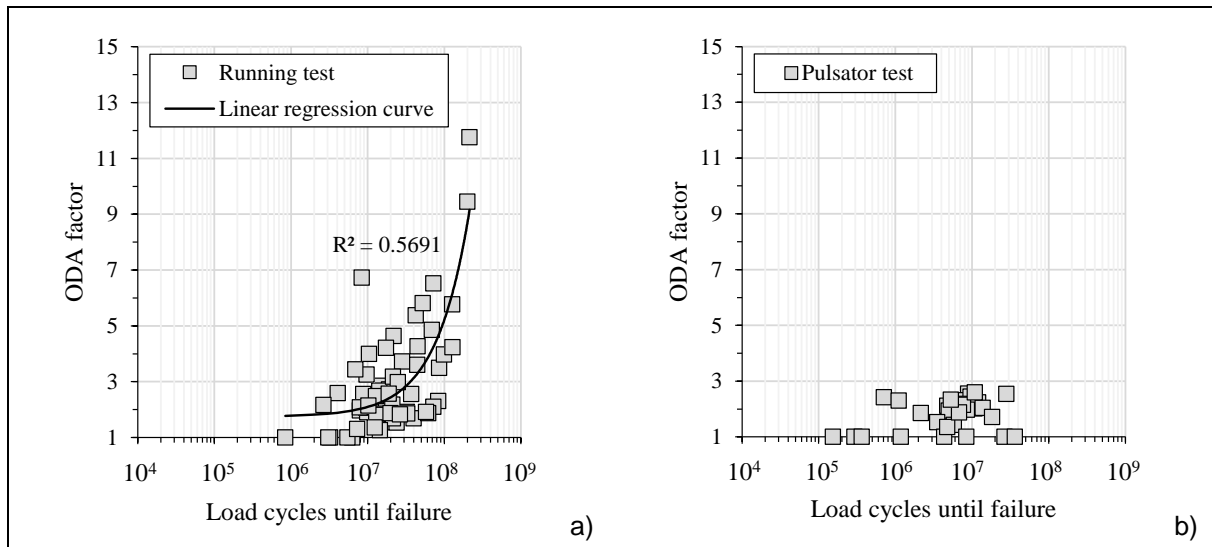 15
13
11
9
7
5
3
1
ODA factor
Running test
Linear regression curve
R² = 0.5691
10⁴ 10⁵ 10⁶ 10⁷ 10⁸ 10⁹
Load cycles until failure
a)
15
13
11
9
7
5
3
1
ODA factor
Pulsator test
10⁴ 10⁵ 10⁶ 10⁷ 10⁸ 10⁹
Load cycles until failure
b)